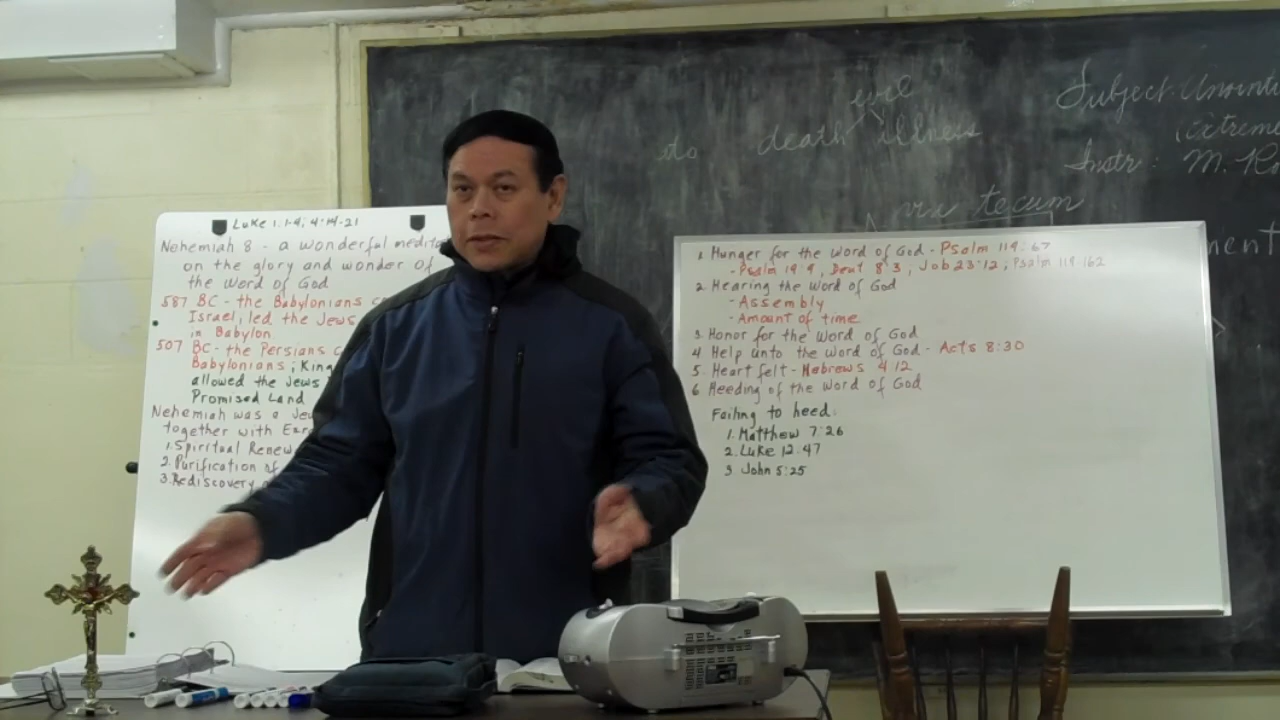 Luke 1:1-4; 4:14-21
Nehemiah 8 - a wonderful
on the glory and wonder of
the Word of God
587 BC - the Babylonians
Israel, led the Jews
in Babylon
507 BC - the Persians
Babylonians; King
allowed the Jews
Promised Land
Nehemiah was a
together with
1. Spiritual
2. Purification of
3. Rediscovery
evil
to death illness
tecum
Subject:
Instr: M.
1. Hunger for the Word of God - Psalm 119:67
- Psalm 19:9, Deut 8:3, Job 23:12, Psalm 119:162
2. Hearing the Word of God
- Assembly
- Amount of time
3. Honor for the Word of God
4. Help unto the Word of God - Acts 8:30
5. Heart felt - Hebrews 4:12
6. Heeding of the Word of God
Failing to heed:
1. Matthew 7:26
2. Luke 12:47
3. John 5:25